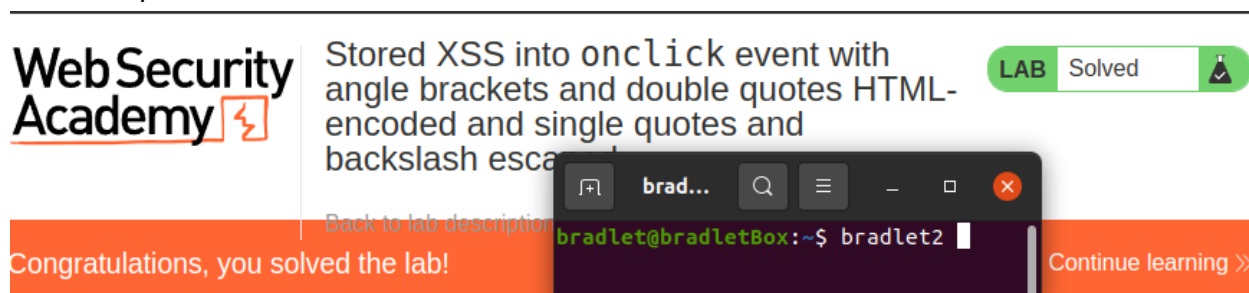 Web Security
Academy
Stored XSS into onclick event with
angle brackets and double quotes HTML-
encoded and single quotes and
backslash esca
LAB Solved
brad...
Back to lab description
bradlet@bradletBox:~$ bradlet2
Congratulations, you solved the lab!
Continue learning